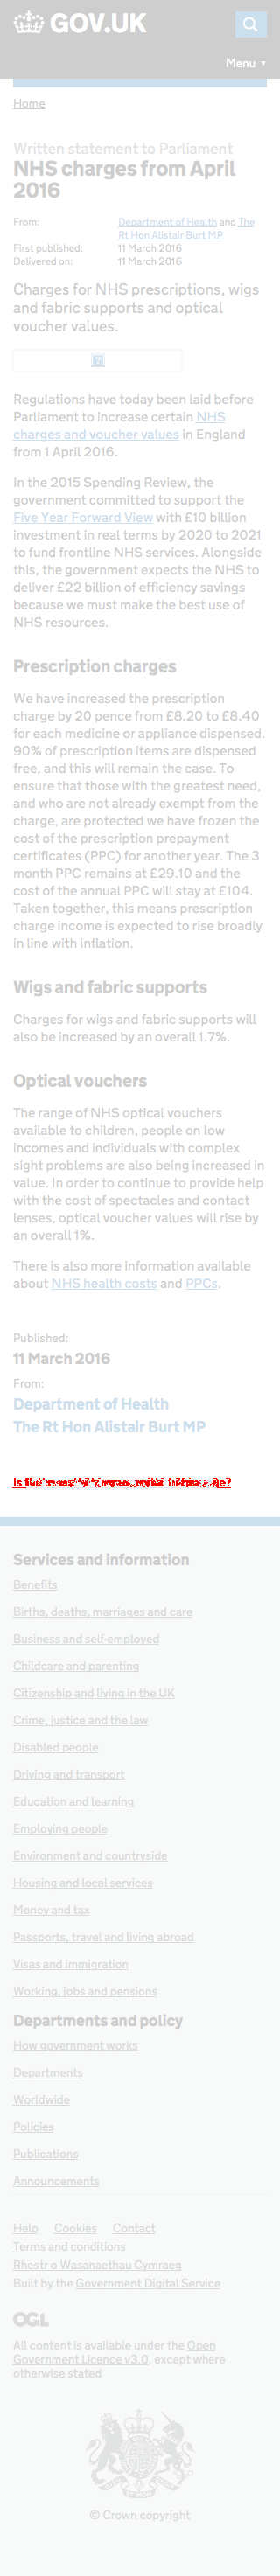 GOV.UK
Menu ▼
Home
Written statement to Parliament
NHS charges from April
2016
From: Department of Health and The
Rt Hon Alistair Burt MP
First published: 11 March 2016
Delivered on: 11 March 2016
Charges for NHS prescriptions, wigs
and fabric supports and optical
voucher values.
Regulations have today been laid before
Parliament to increase certain NHS
charges and voucher values in England
from 1 April 2016.
In the 2015 Spending Review, the
government committed to support the
Five Year Forward View with £10 billion
investment in real terms by 2020 to 2021
to fund frontline NHS services. Alongside
this, the government expects the NHS to
deliver £22 billion of efficiency savings
because we must make the best use of
NHS resources.
Prescription charges
We have increased the prescription
charge by 20 pence from £8.20 to £8.40
for each medicine or appliance dispensed.
90% of prescription items are dispensed
free, and this will remain the case. To
ensure that those with the greatest need,
and who are not already exempt from the
charge, are protected we have frozen the
cost of the prescription prepayment
certificates (PPC) for another year. The 3
month PPC remains at £29.10 and the
cost of the annual PPC will stay at £104.
Taken together, this means prescription
charge income is expected to rise broadly
in line with inflation.
Wigs and fabric supports
Charges for wigs and fabric supports will
also be increased by an overall 1.7%.
Optical vouchers
The range of NHS optical vouchers
available to children, people on low
incomes and individuals with complex
sight problems are also being increased in
value. In order to continue to provide help
with the cost of spectacles and contact
lenses, optical voucher values will rise by
an overall 1%.
There is also more information available
about NHS health costs and PPCs.
Published:
11 March 2016
From:
Department of Health
The Rt Hon Alistair Burt MP
Is
Services and information
Benefits
Births, deaths, marriages and care
Business and self-employed
Childcare and parenting
Citizenship and living in the UK
Crime, justice and the law
Disabled people
Driving and transport
Education and learning
Employing people
Environment and countryside
Housing and local services
Money and tax
Passports, travel and living abroad
Visas and immigration
Working, jobs and pensions
Departments and policy
How government works
Departments
Worldwide
Policies
Publications
Announcements
Help Cookies Contact
Terms and conditions
Rhestr o Wasanaethau Cymraeg
Built by the Government Digital Service
OGL
All content is available under the Open
Government Licence v3.0, except where
otherwise stated
© Crown copyright